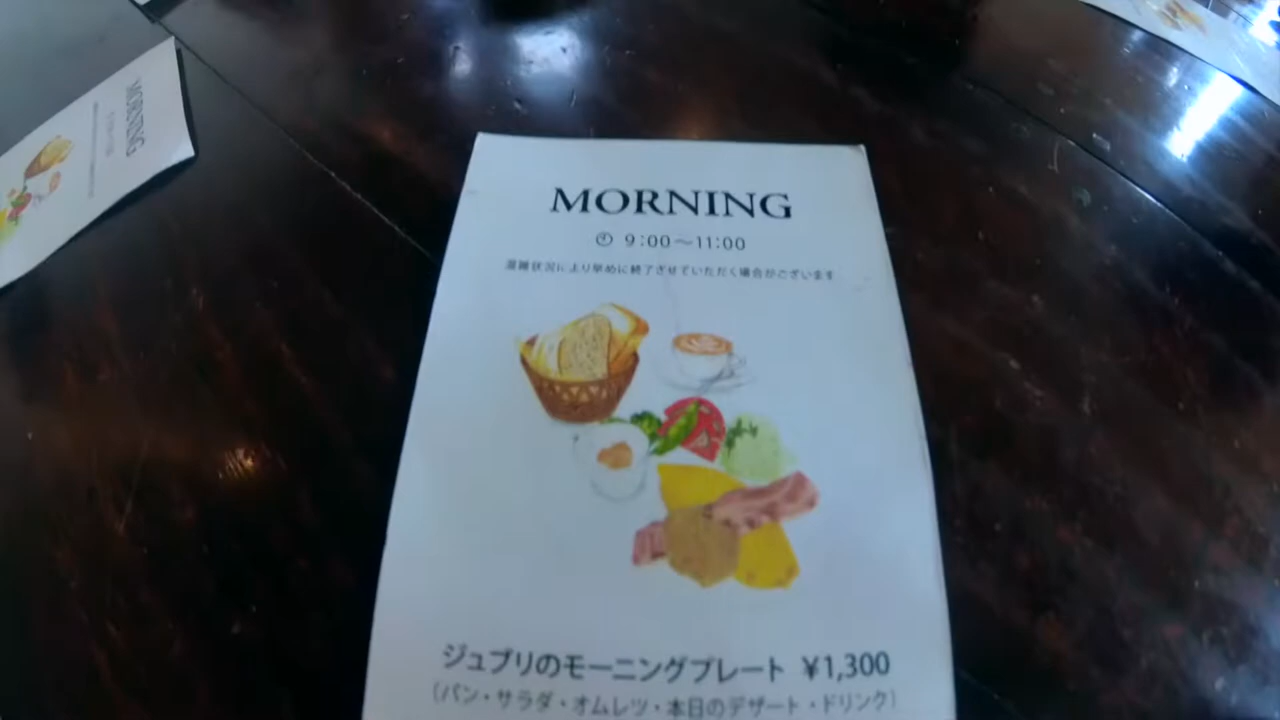 MORNING
9:00〜11:00
混雑状況により早めに終了させていただく場合がございます
ジュブリのモーニングプレート ¥1,300
(パン・サラダ・オムレツ・本日のデザート・ドリンク)
MORNING